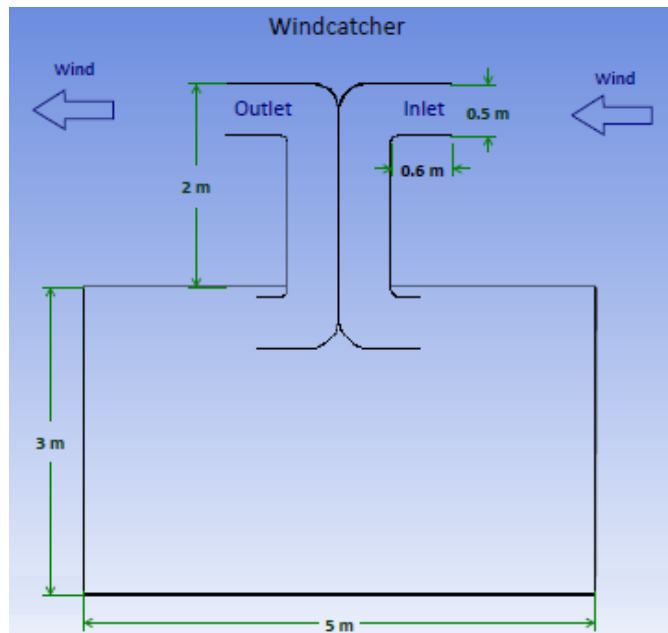 Windcatcher
Wind
Wind
Outlet
Inlet
0.5 m
0.6 m
2 m
3 m
5 m